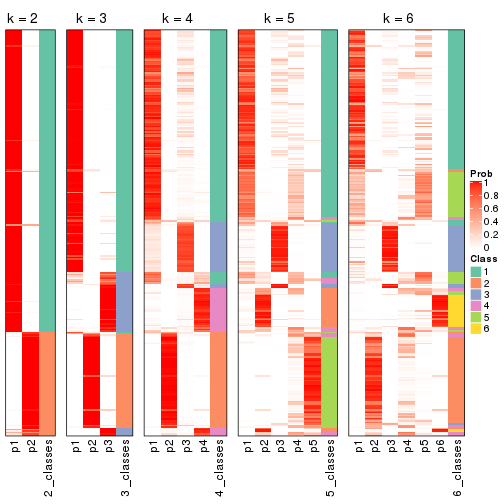 k = 2
k = 3
k = 4
k = 5
k = 6
p1
p2
2_classes
p1
p2
p3
3_classes
p1
p2
p3
p4
4_classes
p1
p2
p3
p4
p5
5_classes
p1
p2
p3
p4
p5
p6
6_classes
Prob
1
0.8
0.6
0.4
0.2
0
Class
1
2
3
4
5
6